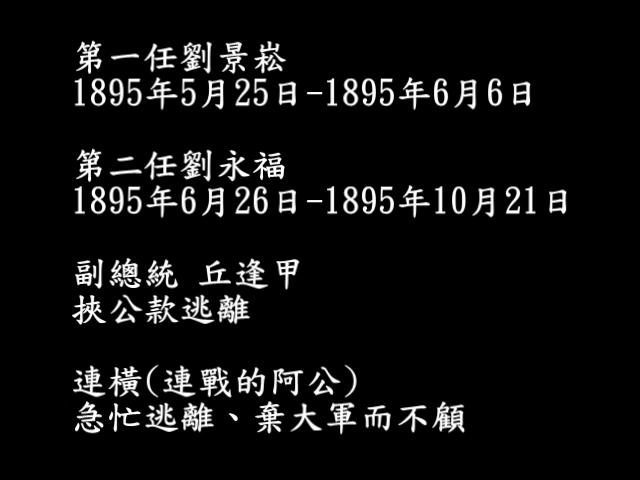 第一任劉景崧
1895年5月25日-1895年6月6日
第二任劉永福
1895年6月26日-1895年10月21日
副總統 丘逢甲
挾公款逃離
連橫(連戰的阿公)
急忙逃離、棄大軍而不顧